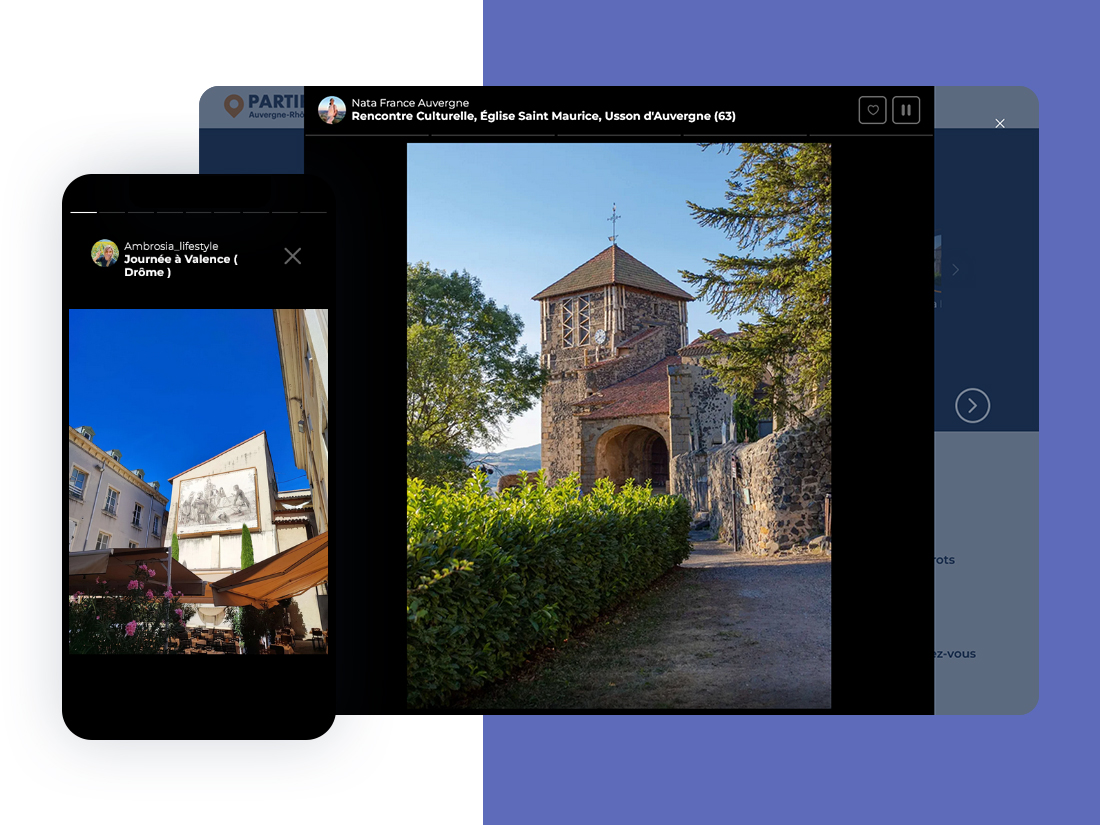 PARTI
Auvergne-Rhô
Nata France Auvergne
Rencontre Culturelle, Église Saint Maurice, Usson d'Auvergne (63)
Ambrosia_lifestyle
Journée à Valence (
Drôme )
rots
ez-vous